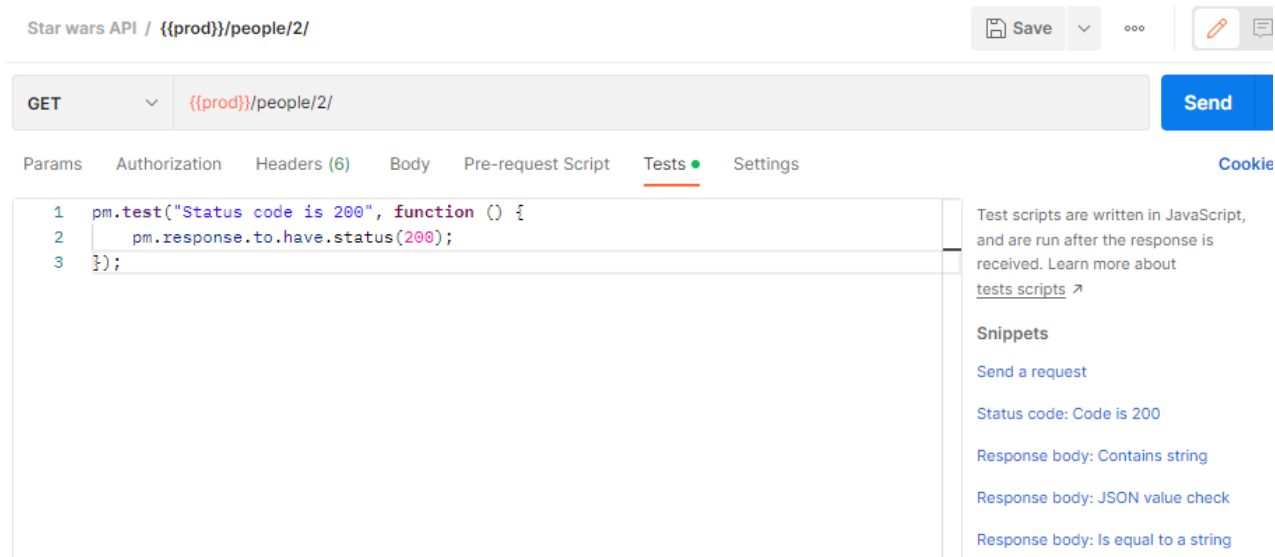 Star wars API / {{prod}}/people/2/
Save
GET
{{prod}}/people/2/
Send
Params Authorization Headers (6) Body Pre-request Script Tests Settings
Cookie
1 pm.test("Status code is 200", function () {
2 pm.response.to.have.status(200);
3 });
Test scripts are written in JavaScript,
and are run after the response is
received. Learn more about
tests scripts ↗
Snippets
Send a request
Status code: Code is 200
Response body: Contains string
Response body: JSON value check
Response body: Is equal to a string